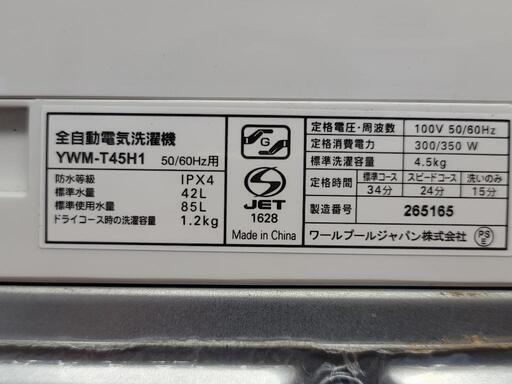 全自動電気洗濯機
YWM-T45H1 50/60Hz用
防水等級 IPX4
標準水量 42L
標準使用水量 85L
ドライコース時の洗濯容量 1.2kg
G
S
JET
1628
Made in China
定格電圧・周波数 100V 50/60Hz
定格消費電力 300/350 W
標準洗濯容量 4.5kg
定格時間 標準コース スピードコース 洗いのみ
34分 24分 15分
製造番号 265165
ワールプールジャパン株式会社
PS
E